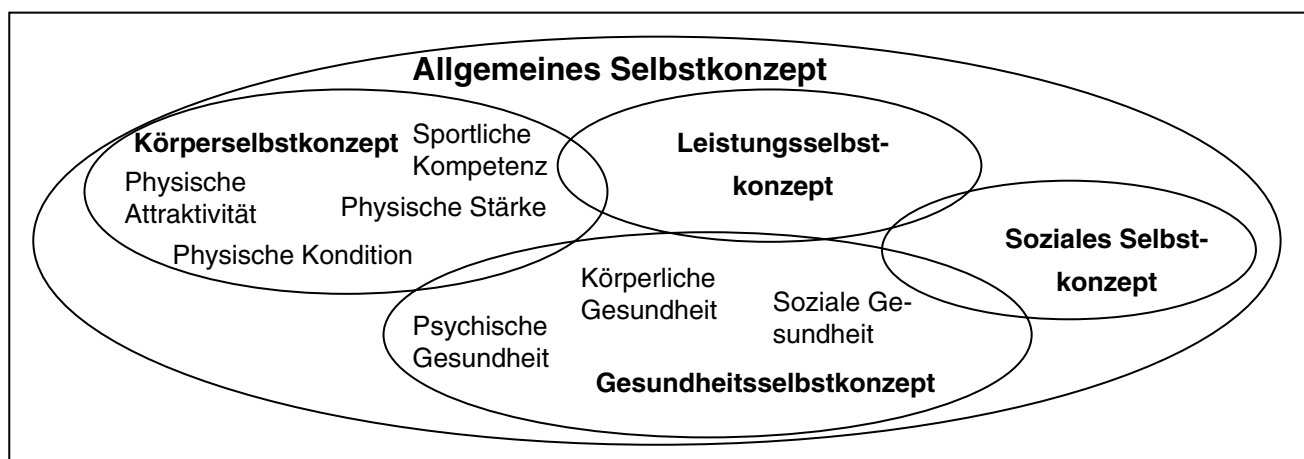 Allgemeines Selbstkonzept
Körperselbstkonzept
Sportliche
Kompetenz
Physische
Attraktivität
Physische Stärke
Physische Kondition
Leistungsselbst-
konzept
Soziales Selbst-
konzept
Körperliche
Gesundheit
Soziale Ge-
sundheit
Psychische
Gesundheit
Gesundheitsselbstkonzept